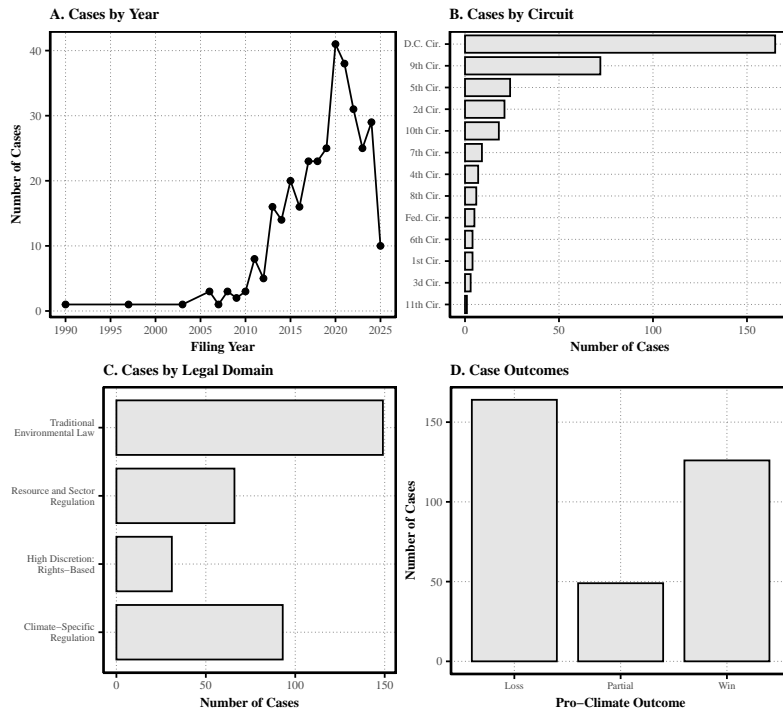 A. Cases by Year
Number of Cases
40
30
20
10
0
1990 1995 2000 2005 2010 2015 2020 2025
Filing Year
B. Cases by Circuit
D.C. Cir.
9th Cir.
5th Cir.
2d Cir.
10th Cir.
7th Cir.
4th Cir.
8th Cir.
Fed. Cir.
6th Cir.
1st Cir.
3d Cir.
11th Cir.
0 50 100 150
Number of Cases
C. Cases by Legal Domain
Traditional
Environmental Law
Resource and Sector
Regulation
High Discretion:
Rights−Based
Climate−Specific
Regulation
0 50 100 150
Number of Cases
D. Case Outcomes
Number of Cases
150
100
50
0
Loss Partial Win
Pro−Climate Outcome